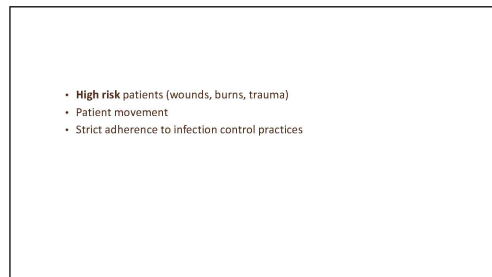 • High risk patients (wounds, burns, trauma)
• Patient movement
• Strict adherence to infection control practices